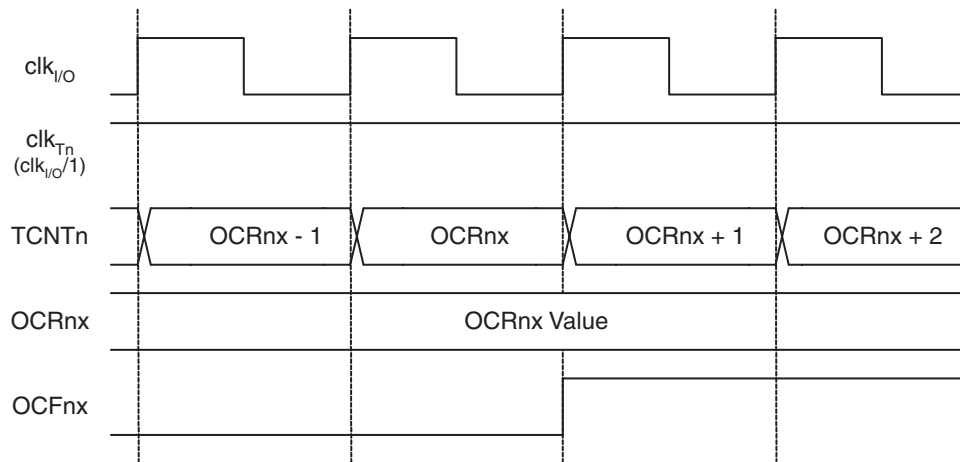 clkI/O
clkTn
(clkI/O/1)
TCNTn OCRnx - 1 OCRnx OCRnx + 1 OCRnx + 2
OCRnx OCRnx Value
OCFnx